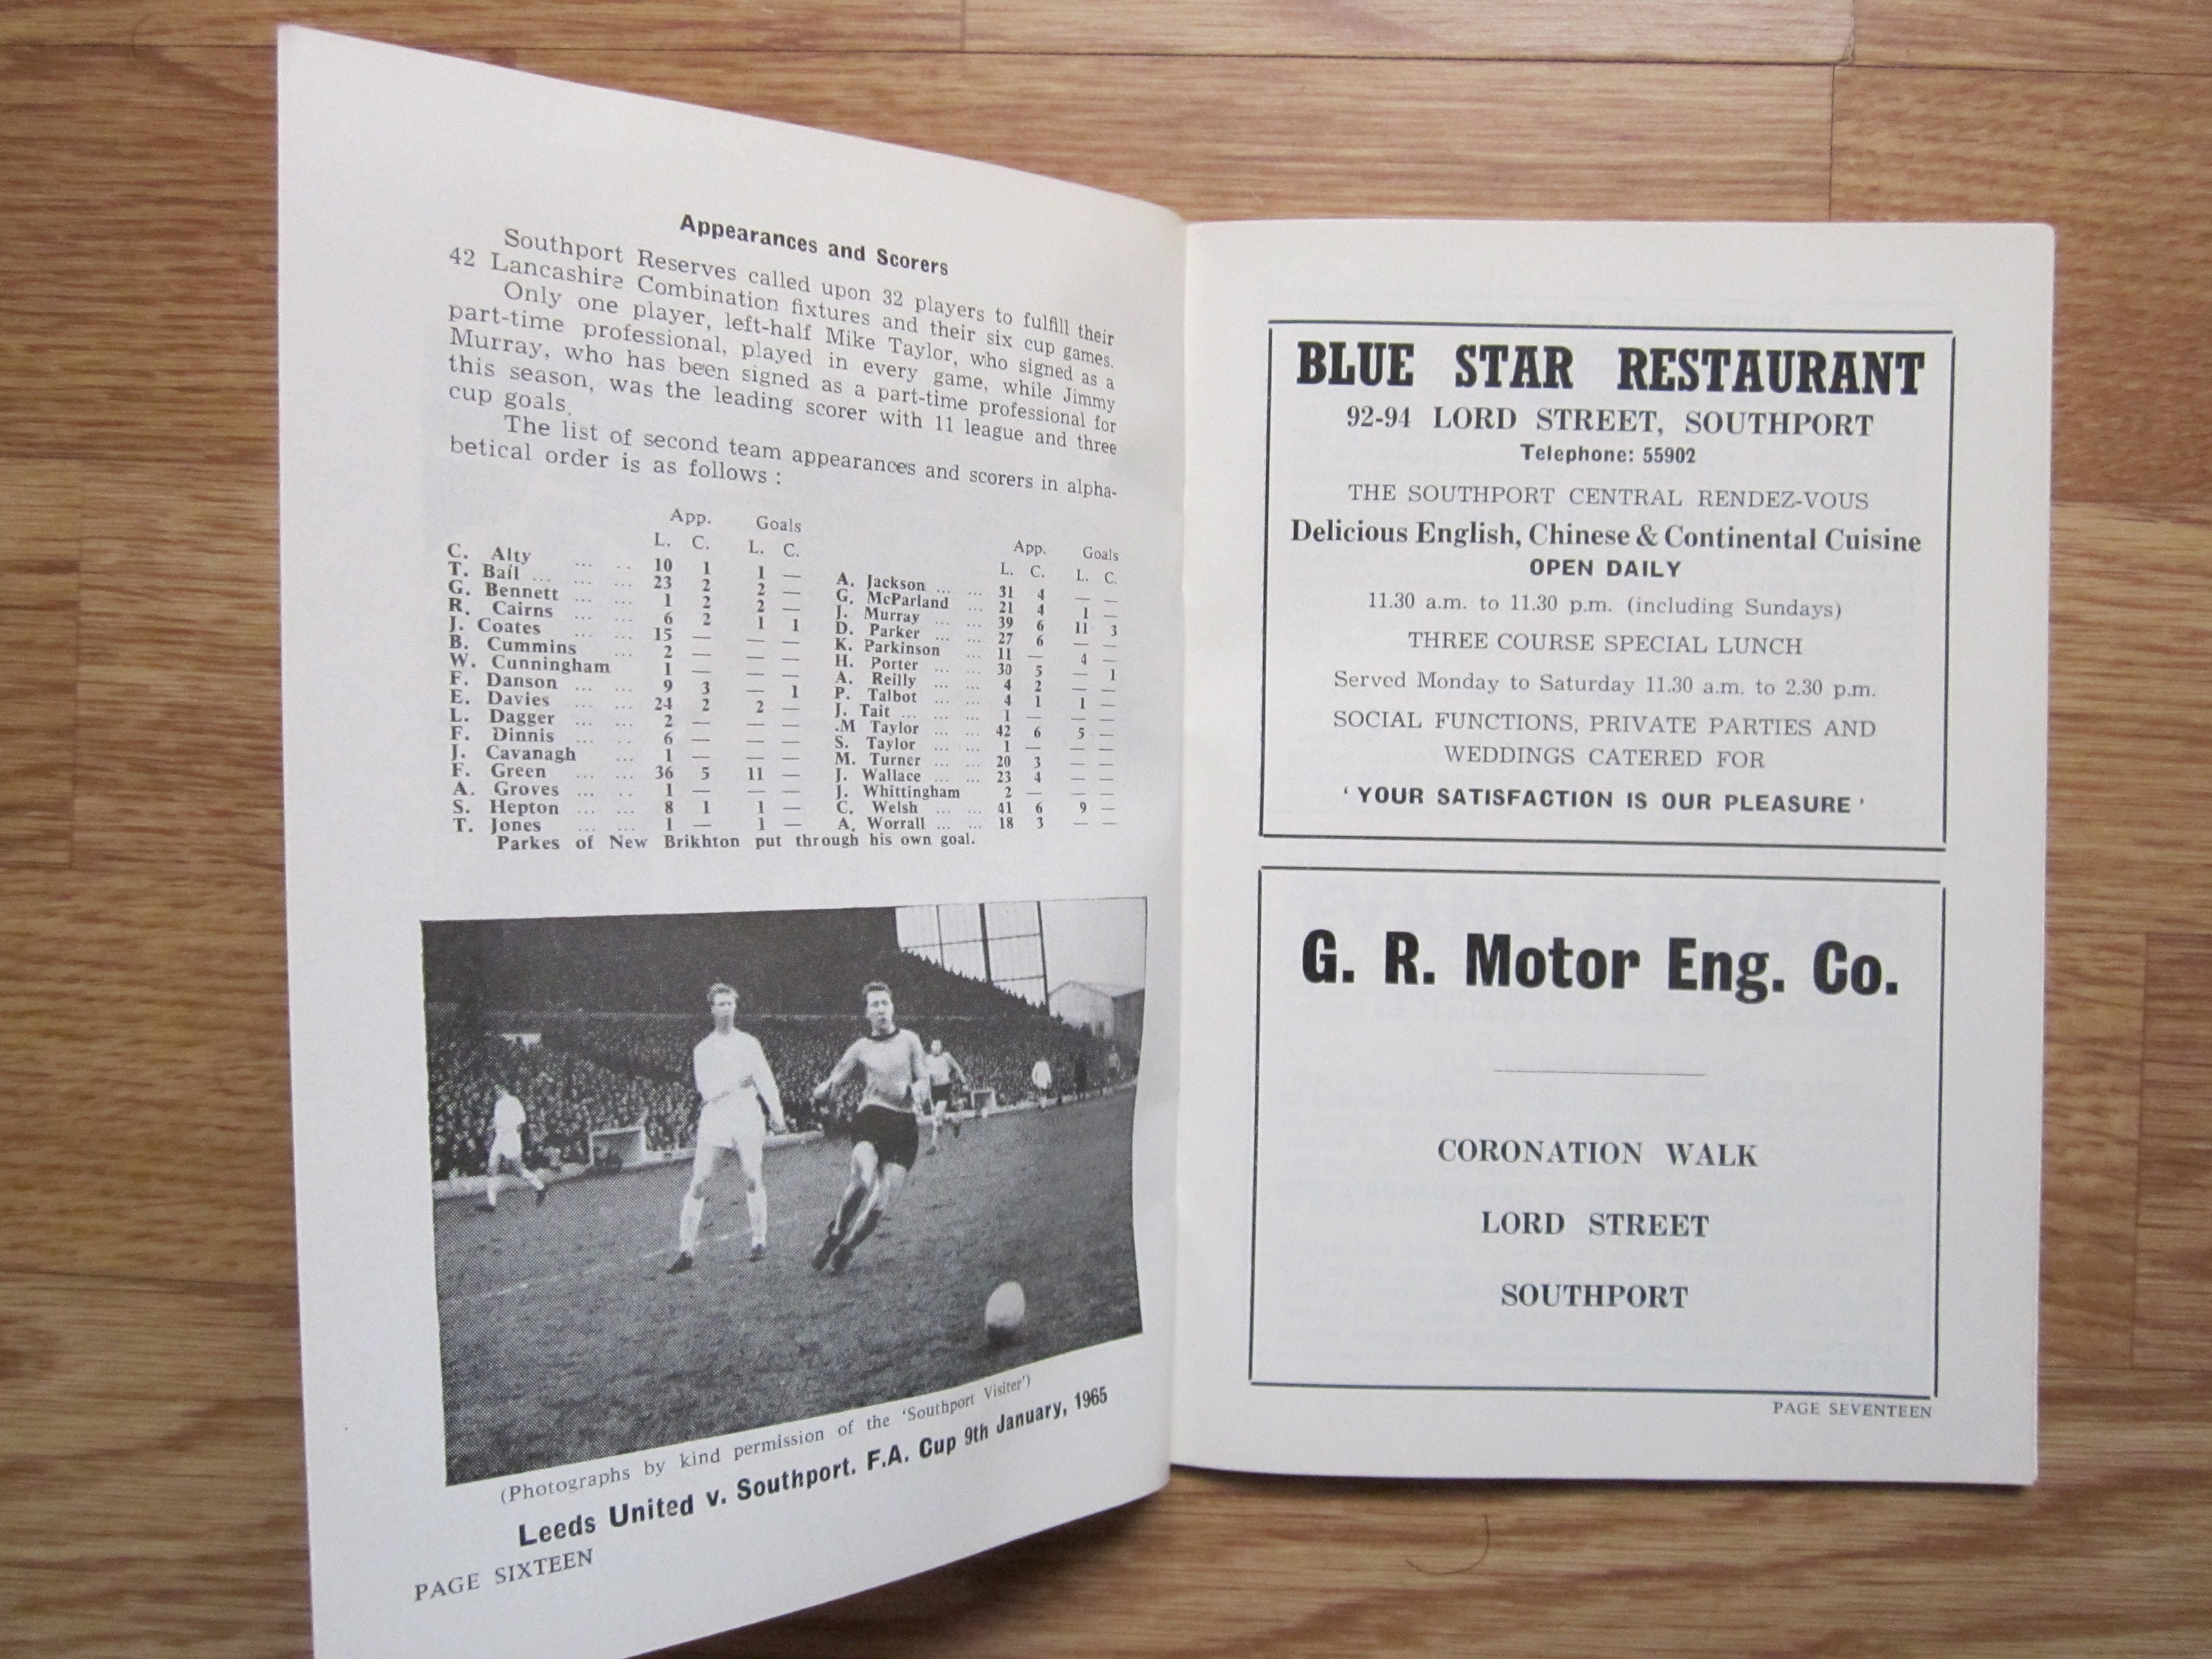 Appearances and Scorers
Southport Reserves called upon 32 players to fulfill their
42 Lancashire Combination fixtures and their six cup games.
Only one player, left-half Mike Taylor, who signed as a
part-time professional, played in every game, while Jimmy
Murray, who has been signed as a part-time professional for
this season, was the leading scorer with 11 league and three
cup goals.
The list of second team appearances and scorers in alpha-
betical order is as follows :
App. Goals
L. C. L. C.
C. Alty ... .. 10 1 1 —
T. Bail ... ... ... 23 2 2 —
G. Bennett ... ... 1 2 2 —
R. Cairns ... ... 6 2 1 1
J. Coates ... ... 15 — — —
B. Cummins ... 2 — — —
W. Cunningham 1 — — —
F. Danson ... ... 9 3 — 1
E. Davies ... ... 24 2 2 —
L. Dagger ... ... 2 — — —
F. Dinnis ... .. 6 — — —
J. Cavanagh ... 1 — — —
F. Green ... ... 36 5 11 —
A. Groves ... .. 1 — — —
S. Hepton ... ... 8 1 1 —
T. Jones ... ... 1 — 1 —
App. Goals
L. C. L. C.
A. Jackson ... ... 31 4 — —
G. McParland ... 21 4 1 —
J. Murray ... ... 39 6 11 3
D. Parker ... ... 27 6 — —
K. Parkinson ... 11 — 4 —
H. Porter ... ... 30 5 — 1
A. Reilly ... ... 4 2 — —
P. Talbot ... ... 4 1 1 —
J. Tait ... ... ... 1 — — —
.M Taylor ... ... 42 6 5 —
S. Taylor ... ... 1 — — —
M. Turner ... ... 20 3 — —
J. Wallace ... ... 23 4 — —
J. Whittingham 2 — — —
C. Welsh ... ... 41 6 9 —
A. Worrall ... ... 18 3 — —
Parkes of New Brikhton put through his own goal.
(Photographs by kind permission of the 'Southport Visiter')
Leeds United v. Southport. F.A. Cup 9th January, 1965
PAGE SIXTEEN
BLUE STAR RESTAURANT
92-94 LORD STREET, SOUTHPORT
Telephone: 55902
THE SOUTHPORT CENTRAL RENDEZ-VOUS
Delicious English, Chinese & Continental Cuisine
OPEN DAILY
11.30 a.m. to 11.30 p.m. (including Sundays)
THREE COURSE SPECIAL LUNCH
Served Monday to Saturday 11.30 a.m. to 2.30 p.m.
SOCIAL FUNCTIONS, PRIVATE PARTIES AND
WEDDINGS CATERED FOR
' YOUR SATISFACTION IS OUR PLEASURE '
G. R. Motor Eng. Co.
CORONATION WALK
LORD STREET
SOUTHPORT
PAGE SEVENTEEN